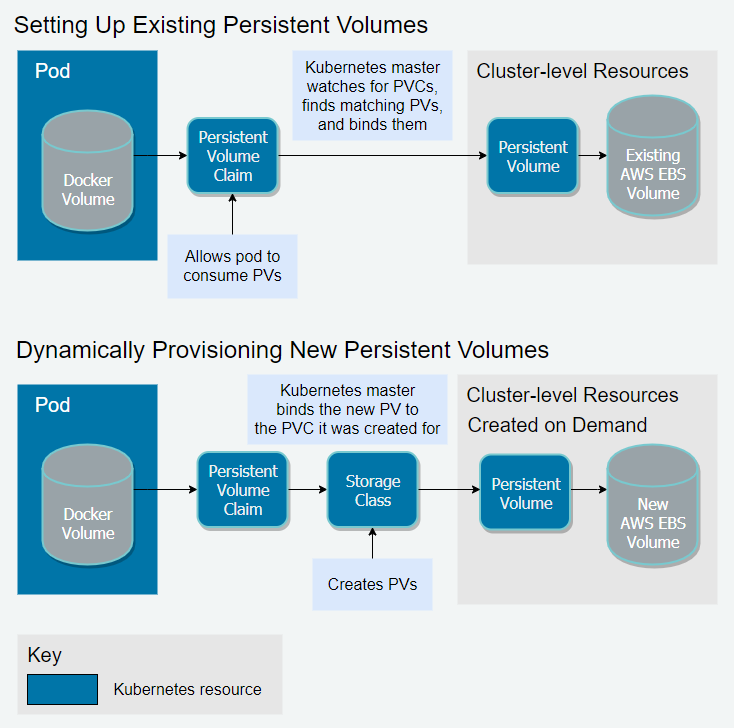 Setting Up Existing Persistent Volumes
Pod
Docker
Volume
Persistent
Volume
Claim
Allows pod to
consume PVs
Kubernetes master
watches for PVCs,
finds matching PVs,
and binds them
Cluster-level Resources
Persistent
Volume
Existing
AWS EBS
Volume
Dynamically Provisioning New Persistent Volumes
Pod
Docker
Volume
Persistent
Volume
Claim
Kubernetes master
binds the new PV to
the PVC it was created for
Storage
Class
Creates PVs
Cluster-level Resources
Created on Demand
Persistent
Volume
New
AWS EBS
Volume
Key
Kubernetes resource